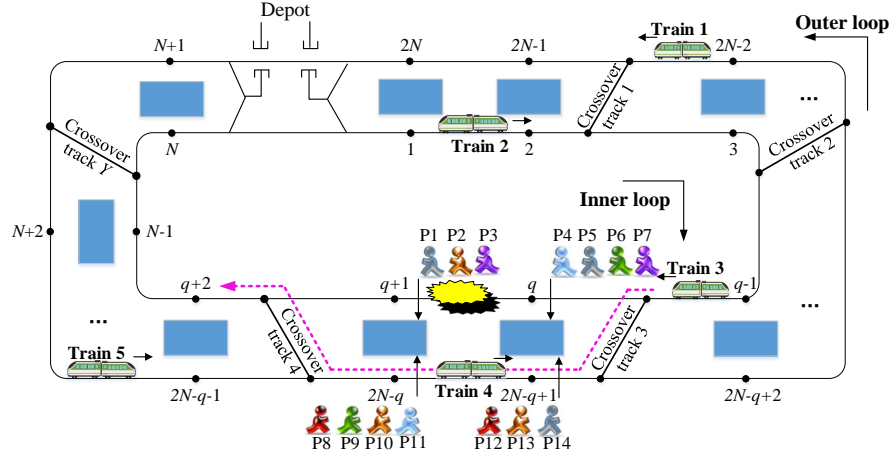 Depot
N+1
2N
2N-1
Train 1
2N-2
Outer loop
Crossover
track 1
...
Crossover
track Y
N
1
Train 2
2
3
Crossover
track 2
Inner loop
N+2
N-1
P1 P2 P3
P4 P5 P6 P7
Train 3
q+2
q+1
q
q-1
...
...
Crossover
track 4
Crossover
track 3
Train 5
Train 4
2N-q-1
2N-q
2N-q+1
2N-q+2
P8 P9 P10 P11
P12 P13 P14